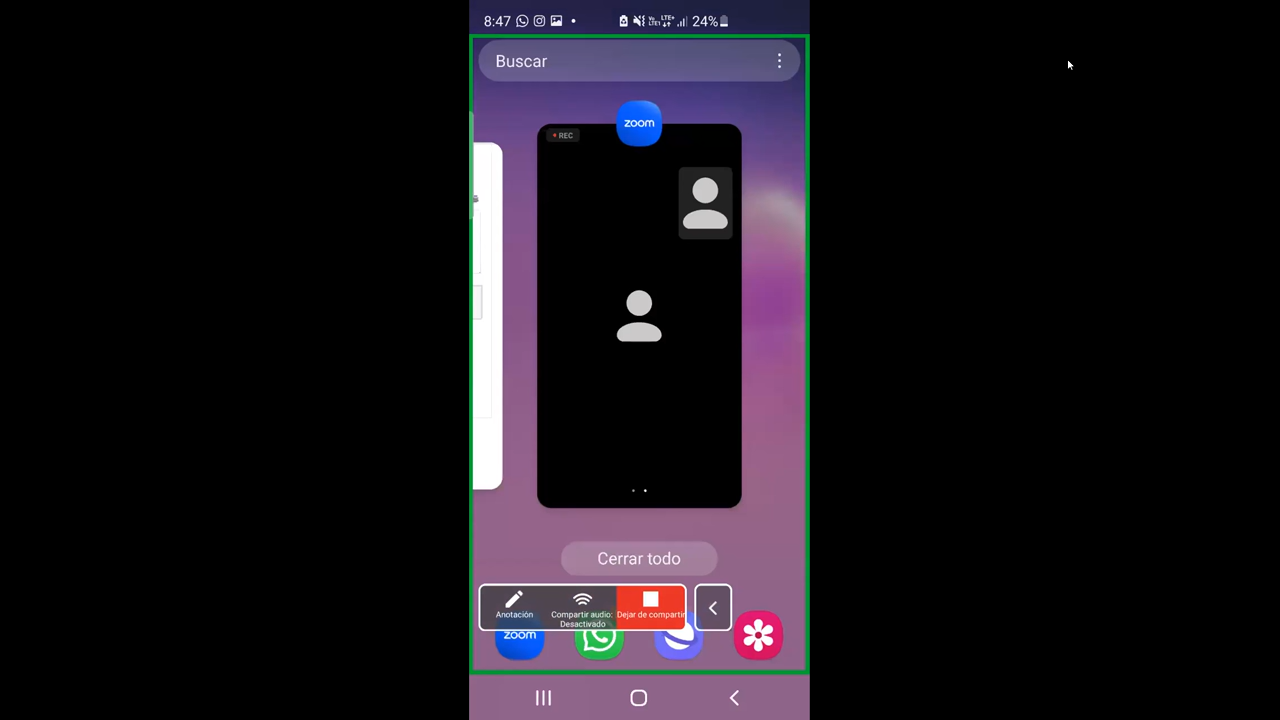 8:47 24%
Buscar
zoom
REC
Cerrar todo
Anotación
Compartir audio:
Desactivado
Dejar de compartir
zoom